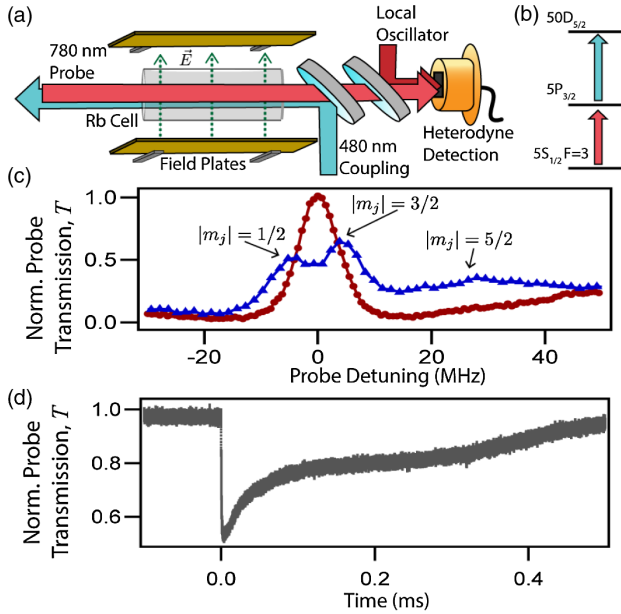 (a)
780 nm
Probe
E
Rb Cell
Field Plates
480 nm
Coupling
Local
Oscillator
Heterodyne
Detection
(b)
50D5/2
5P3/2
5S1/2F=3
(c)
Norm. Probe
Transmission, T
1.0
0.5
0.0
|mj| = 1/2
|mj| = 3/2
|mj| = 5/2
-20
0
20
40
Probe Detuning (MHz)
(d)
Norm. Probe
Transmission, T
1.0
0.8
0.6
0.0
0.2
0.4
Time (ms)